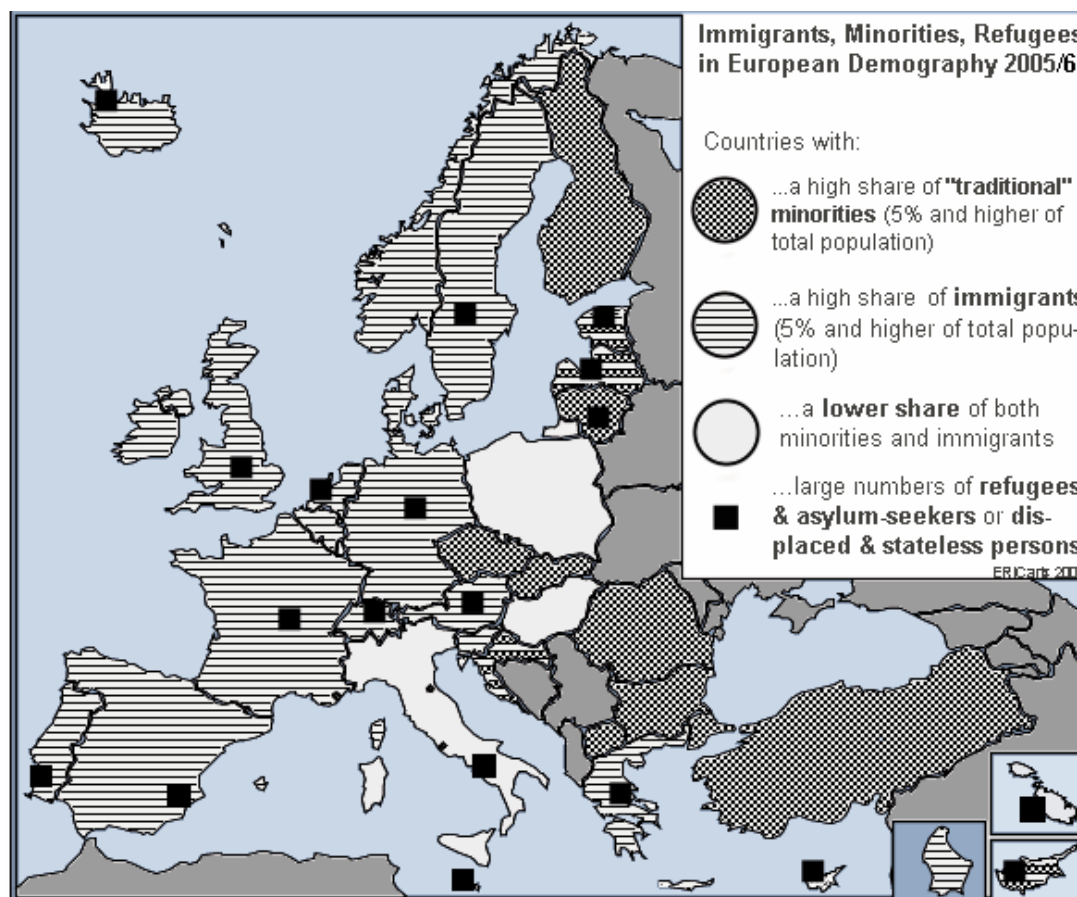 Immigrants, Minorities, Refugees
in European Demography 2005/6
Countries with:
...a high share of "traditional"
minorities (5% and higher of
total population)
...a high share of immigrants
(5% and higher of total popu-
lation)
...a lower share of both
minorities and immigrants
...large numbers of refugees
& asylum-seekers or dis-
placed & stateless persons
ERICarts 200